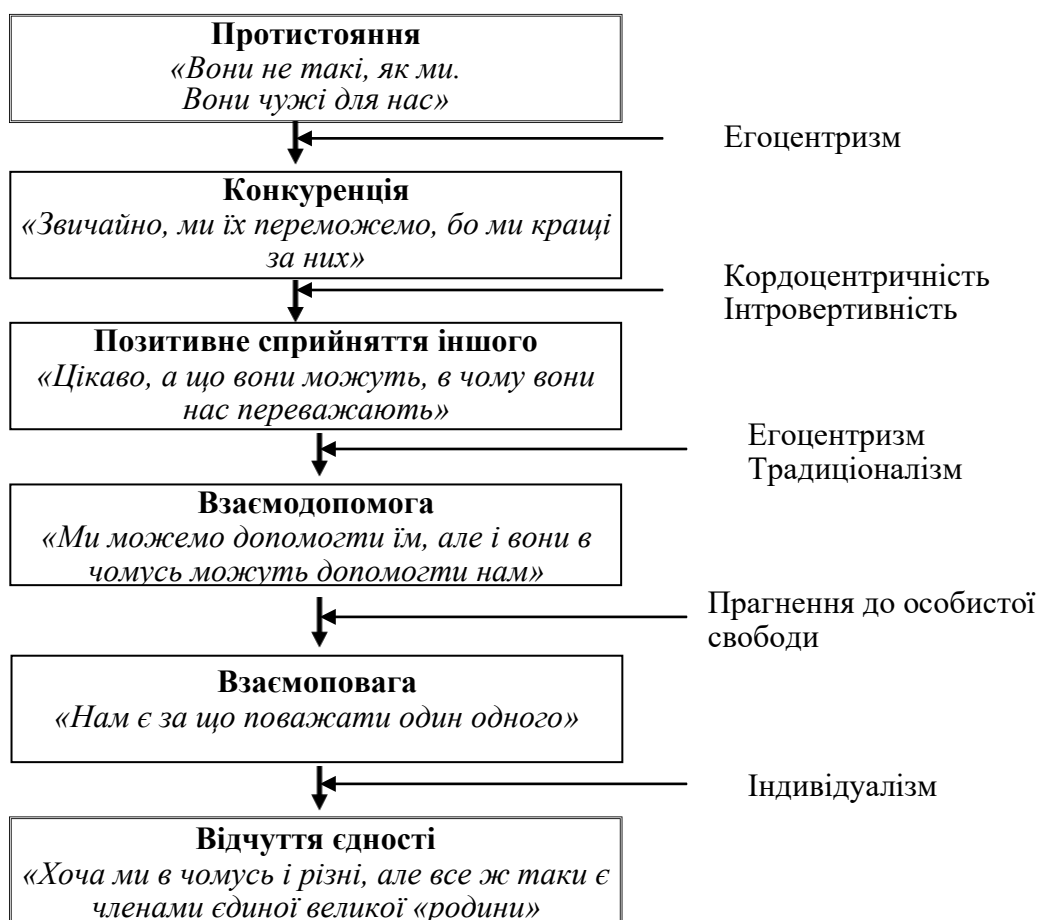 Протистояння
«Вони не такі, як ми.
Вони чужі для нас»
Егоцентризм
Конкуренція
«Звичайно, ми їх переможемо, бо ми кращі
за них»
Кордоцентричність
Інтровертивність
Позитивне сприйняття іншого
«Цікаво, а що вони можуть, в чому вони
нас переважають»
Егоцентризм
Традиціоналізм
Взаємодопомога
«Ми можемо допомогти їм, але і вони в
чомусь можуть допомогти нам»
Прагнення до особистої
свободи
Взаємоповага
«Нам є за що поважати один одного»
Індивідуалізм
Відчуття єдності
«Хоча ми в чомусь і різні, але все ж таки є
членами єдиної великої «родини»